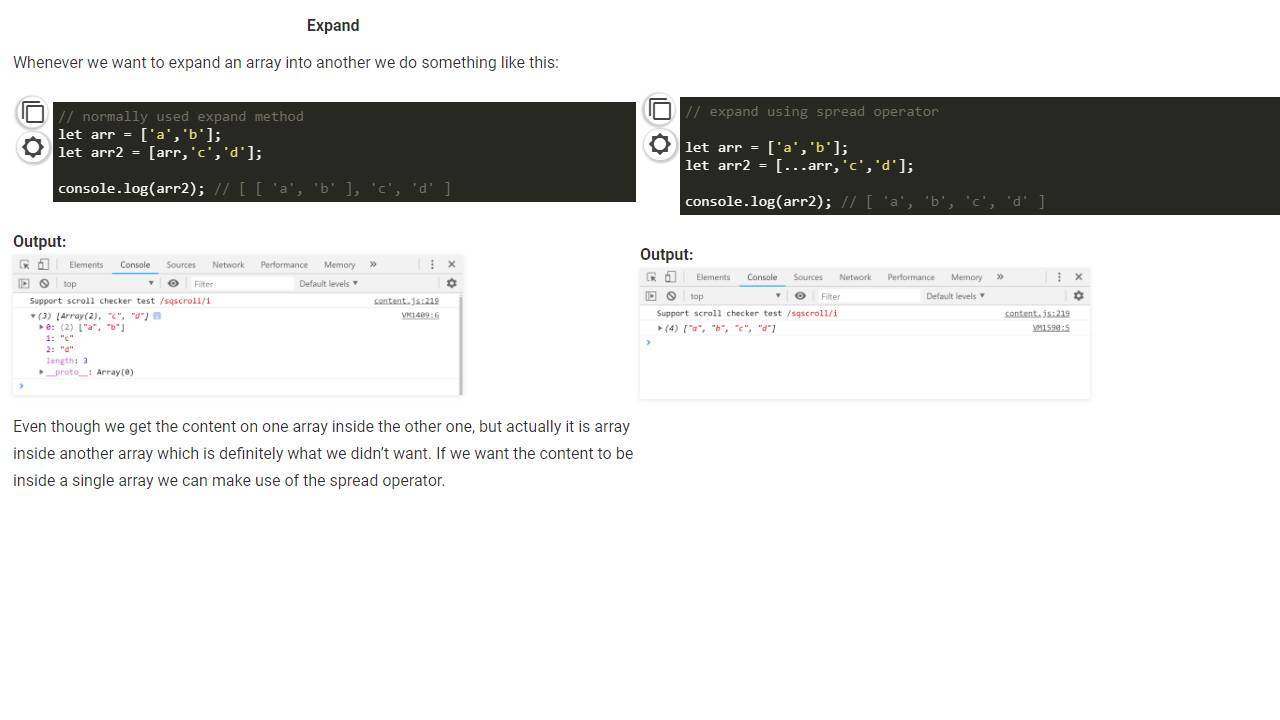 Expand
Whenever we want to expand an array into another we do something like this:
// normally used expand method
let arr = ['a','b'];
let arr2 = [arr,'c','d'];
console.log(arr2); // [ [ 'a', 'b' ], 'c', 'd' ]
Output:
Elements Console Sources Network Performance Memory »
top ▼ Filter Default levels ▼
Support scroll checker test /sqscroll/i content.js:219
▼(3) [Array(2), "c", "d"] VM1409:6
▶0: (2) ["a", "b"]
1: "c"
2: "d"
length: 3
▶__proto__: Array(0)
Even though we get the content on one array inside the other one, but actually it is array
inside another array which is definitely what we didn’t want. If we want the content to be
inside a single array we can make use of the spread operator.
// expand using spread operator
let arr = ['a','b'];
let arr2 = [...arr,'c','d'];
console.log(arr2); // [ 'a', 'b', 'c', 'd' ]
Output:
Elements Console Sources Network Performance Memory »
top ▼ Filter Default levels ▼
Support scroll checker test /sqscroll/i content.js:219
▶(4) ["a", "b", "c", "d"] VM1590:5